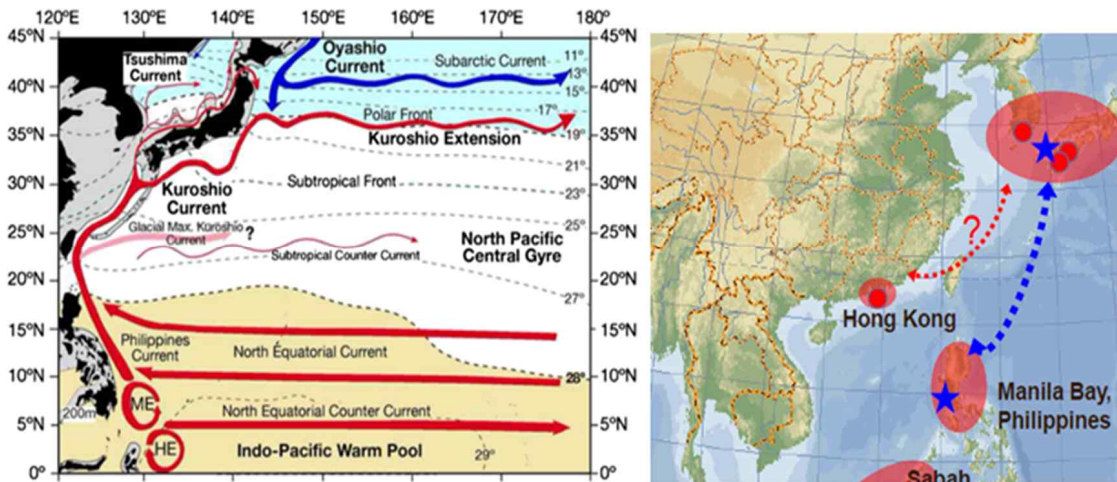 120ºE
130ºE
140ºE
150ºE
160ºE
170ºE
180º
45ºN
40ºN
35ºN
30ºN
25ºN
20ºN
15ºN
10ºN
5ºN
0º
45ºN
40ºN
35ºN
30ºN
25ºN
20ºN
15ºN
10ºN
5ºN
0º
Tsushima
Current
Oyashio
Current
Subarctic Current
11º
13º
15º
17º
Polar Front
19º
Kuroshio Extension
21º
Subtropical Front
23º
Kuroshio
Current
25º
Glacial Max. Kuroshio
Current
?
Subtropical Counter Current
North Pacific
Central Gyre
27º
Philippines
Current
North Equatorial Current
28º
ME
200m
North Equatorial Counter Current
HE
Indo-Pacific Warm Pool
29º
?
Hong Kong
Manila Bay,
Philippines
Sabah